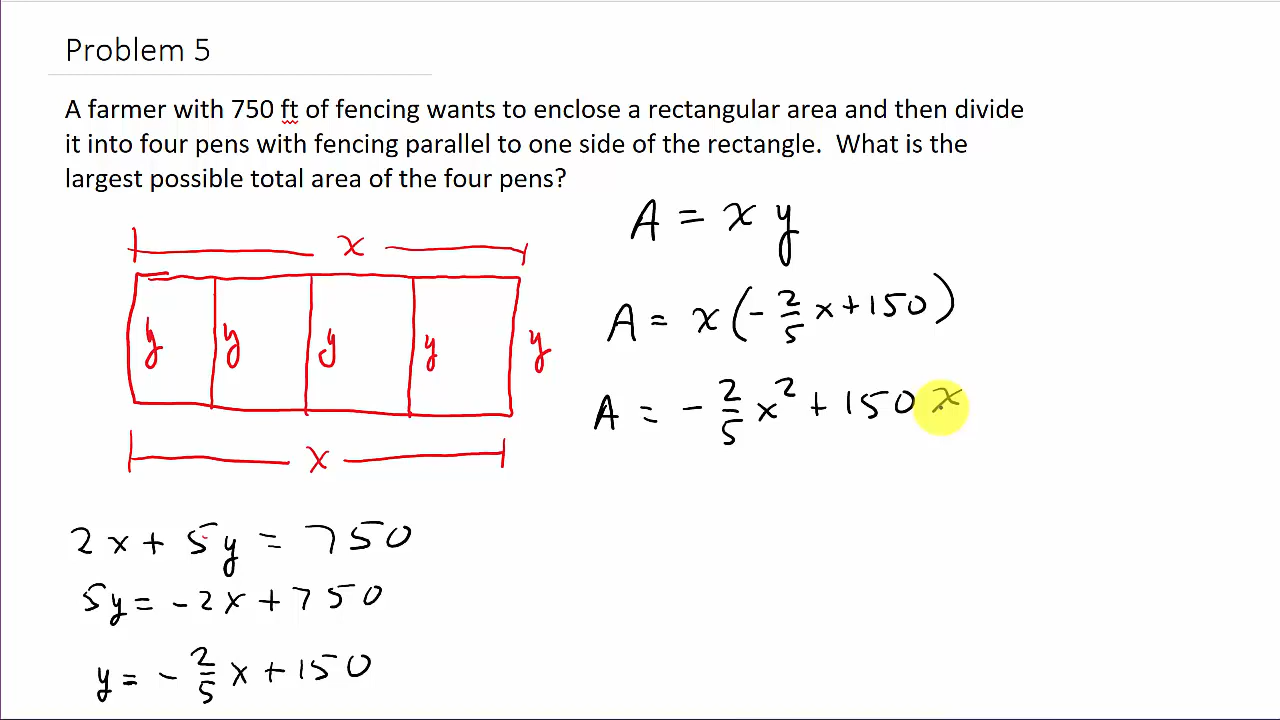 Problem 5
A farmer with 750 ft of fencing wants to enclose a rectangular area and then divide
it into four pens with fencing parallel to one side of the rectangle.  What is the
largest possible total area of the four pens?
x
y y y y y
x
2x + 5y = 750
5y = -2x + 750
y = - 2/5 x + 150
A = x y
A = x(- 2/5 x + 150)
A = - 2/5 x² + 150 x